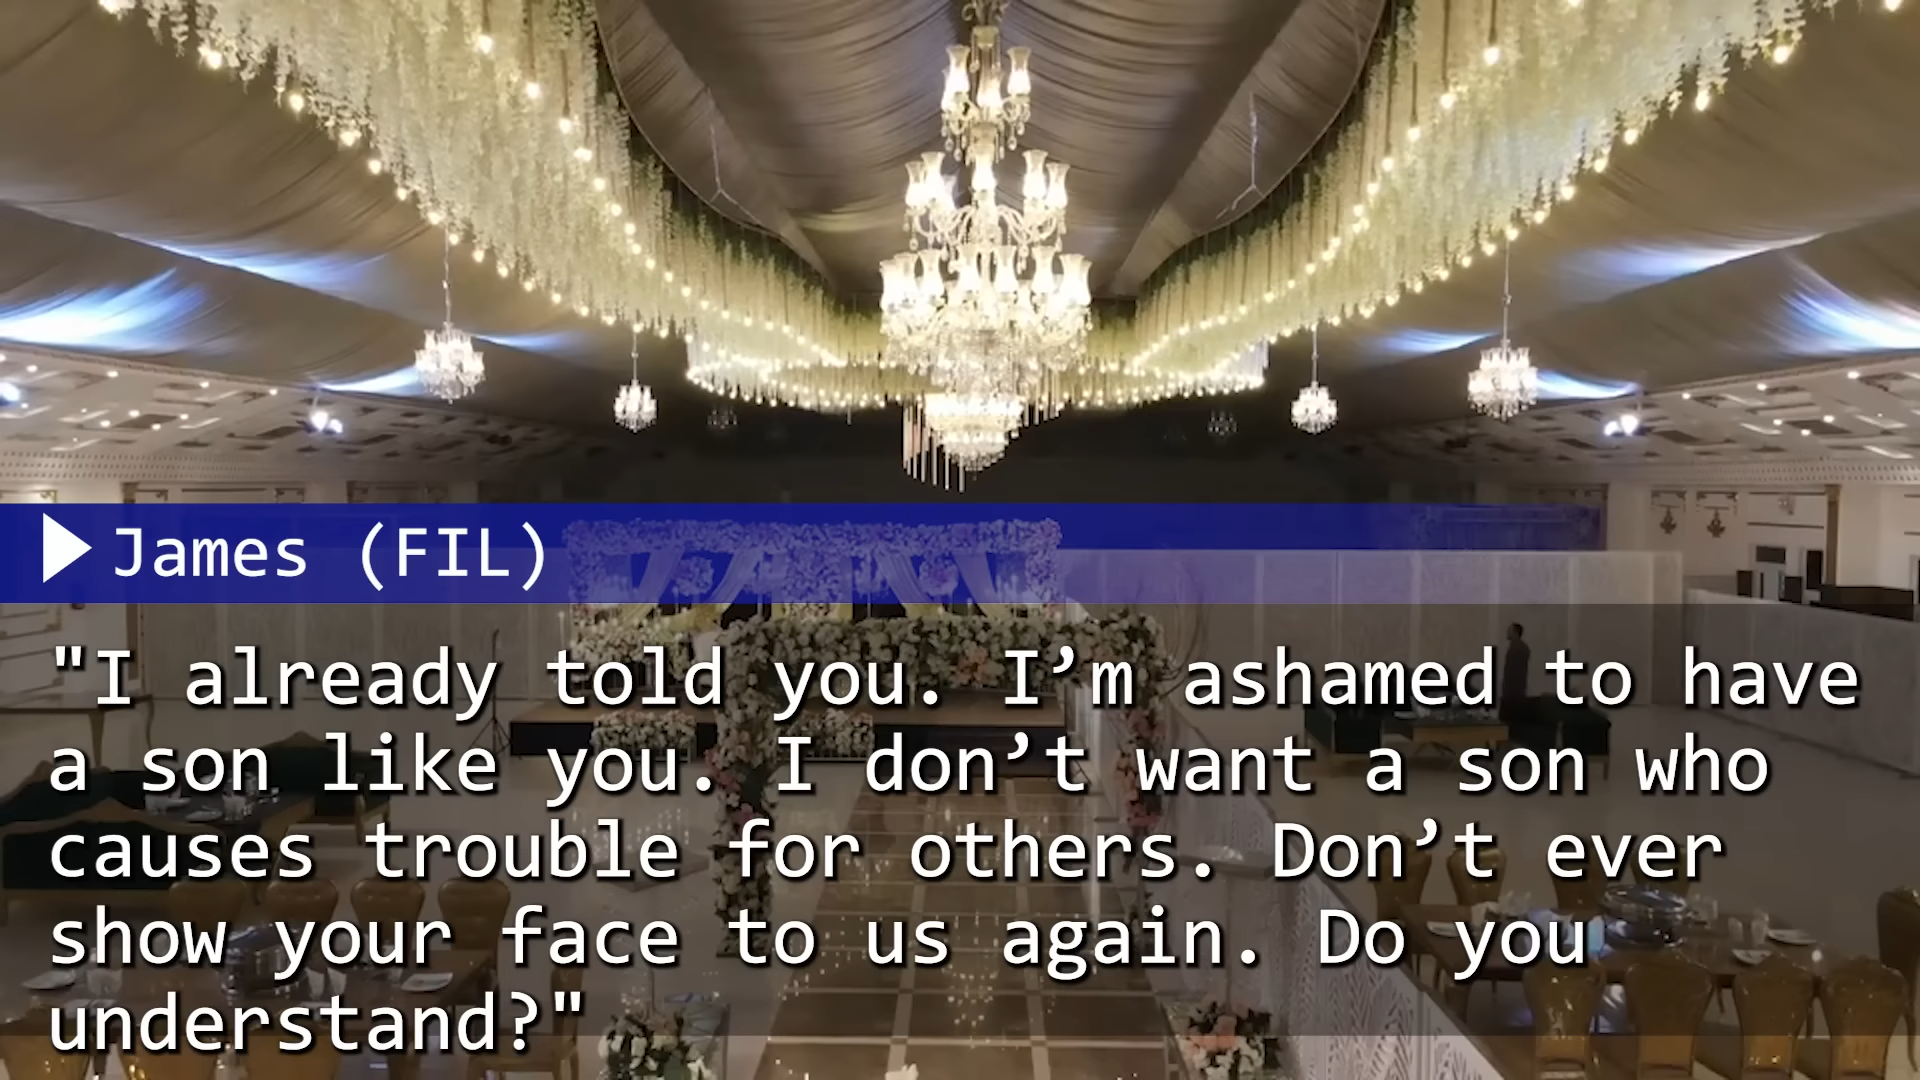 James (FIL)
"I already told you. I’m ashamed to have
a son like you. I don’t want a son who
causes trouble for others. Don’t ever
show your face to us again. Do you
understand?"